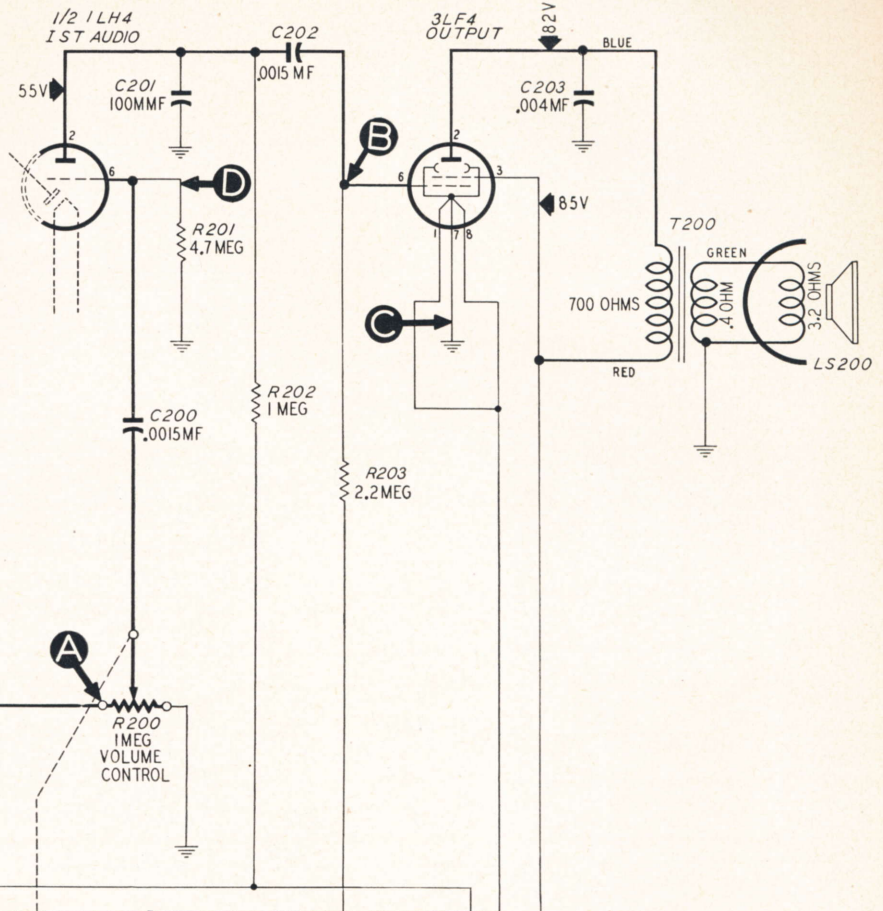 1/2 1LH4
1ST AUDIO
C202
.0015 MF
3LF4
OUTPUT
82V
BLUE
55V
C201
100MMF
C203
.004MF
2
2
B
6
D
6
3
85V
R201
4.7 MEG
1
7
8
T200
GREEN
700 OHMS
.4 OHM
3.2 OHMS
C
LS200
RED
R202
1 MEG
C200
.0015MF
R203
2.2MEG
A
R200
1MEG
VOLUME
CONTROL